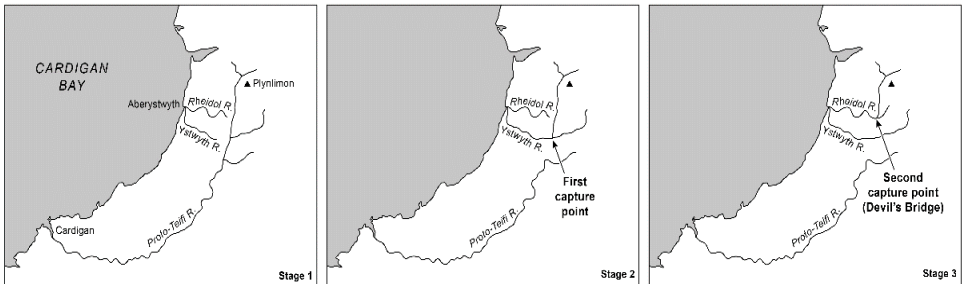 CARDIGAN
BAY
Plynlimon
Aberystwyth
Rheidol R.
Ystwyth R.
Cardigan
Proto-Teifi R.
Stage 1
Rheidol R.
Ystwyth R.
First
capture
point
Proto-Teifi R.
Stage 2
Rheidol R.
Ystwyth R.
Second
capture point
(Devil's Bridge)
Proto-Teifi R.
Stage 3